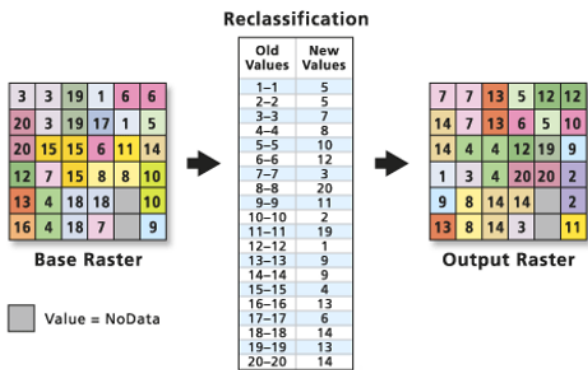 Reclassification
Old Values New Values
1–1 5
2–2 5
3–3 7
4–4 8
5–5 10
6–6 12
7–7 3
8–8 20
9–9 11
10–10 2
11–11 19
12–12 1
13–13 9
14–14 9
15–15 4
16–16 13
17–17 6
18–18 14
19–19 13
20–20 14
3 3 19 1 6 6
20 3 19 17 1 5
20 15 15 6 11 14
12 7 15 8 8 10
13 4 18 18 10
16 4 18 7 9
Base Raster
7 7 13 5 12 12
14 7 13 6 5 10
14 4 4 12 19 9
1 3 4 20 20 2
9 8 14 14 2
13 8 14 3 11
Output Raster
Value = NoData